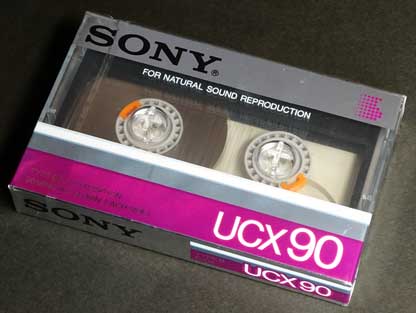 SONY®
FOR NATURAL SOUND REPRODUCTION
UCX90
SONY
UCX90